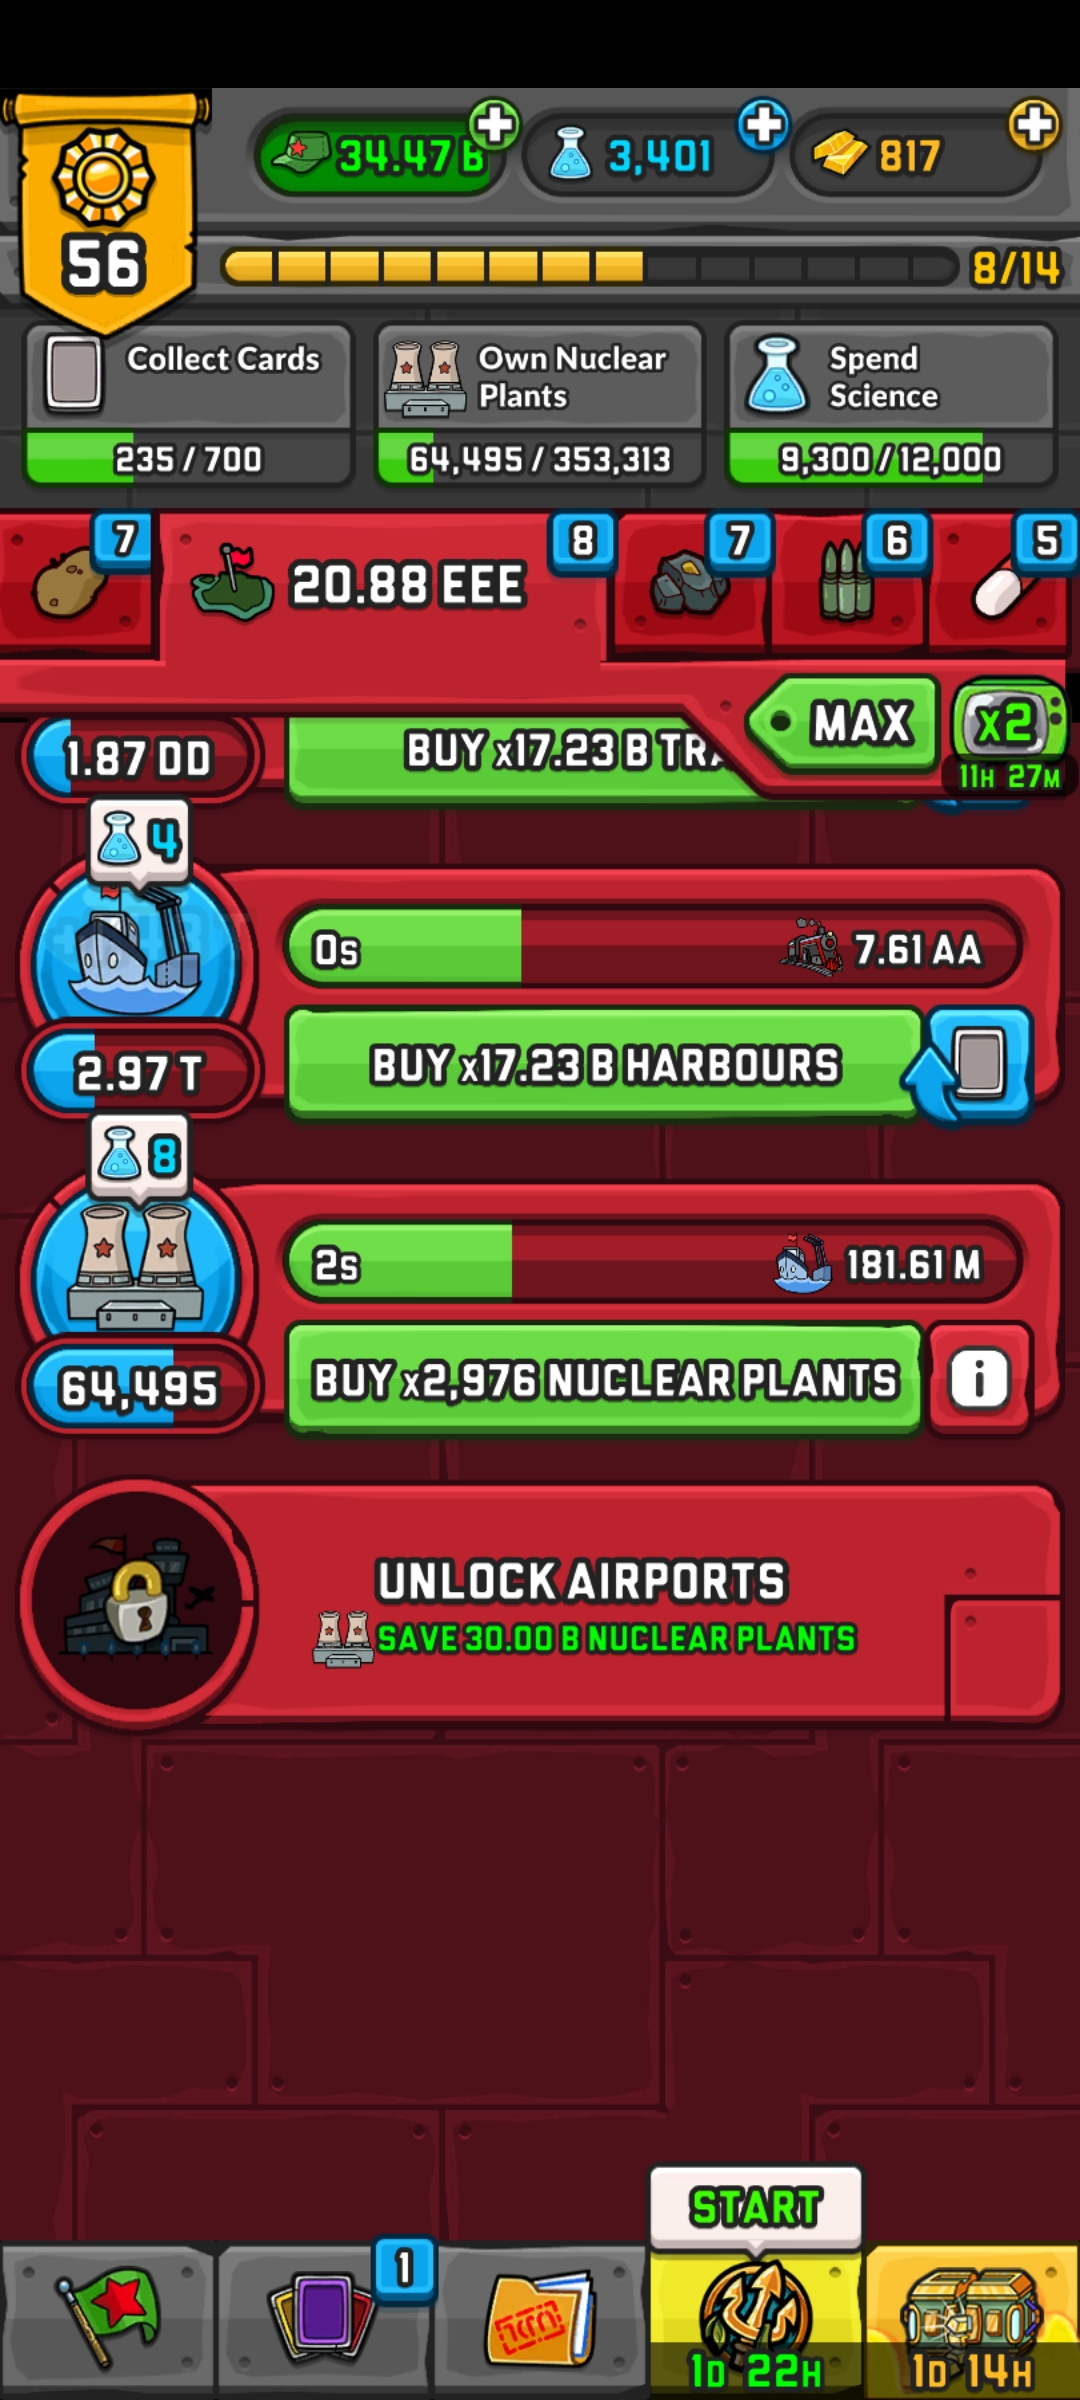 34.47 B
3,401
817
56
8/14
Collect Cards
Own Nuclear
Plants
Spend
Science
235 / 700
64,495 / 353,313
9,300 / 12,000
7
20.88 EEE
8
7
6
5
MAX
x2
11H 27M
1.87 DD
BUY x17.23 B
4
0s
7.61 AA
2.97 T
BUY x17.23 B HARBOURS
8
2s
181.61 M
64,495
BUY x2,976 NUCLEAR PLANTS
i
UNLOCK AIRPORTS
SAVE 30.00 B NUCLEAR PLANTS
START
1
1D 22H
1D 14H